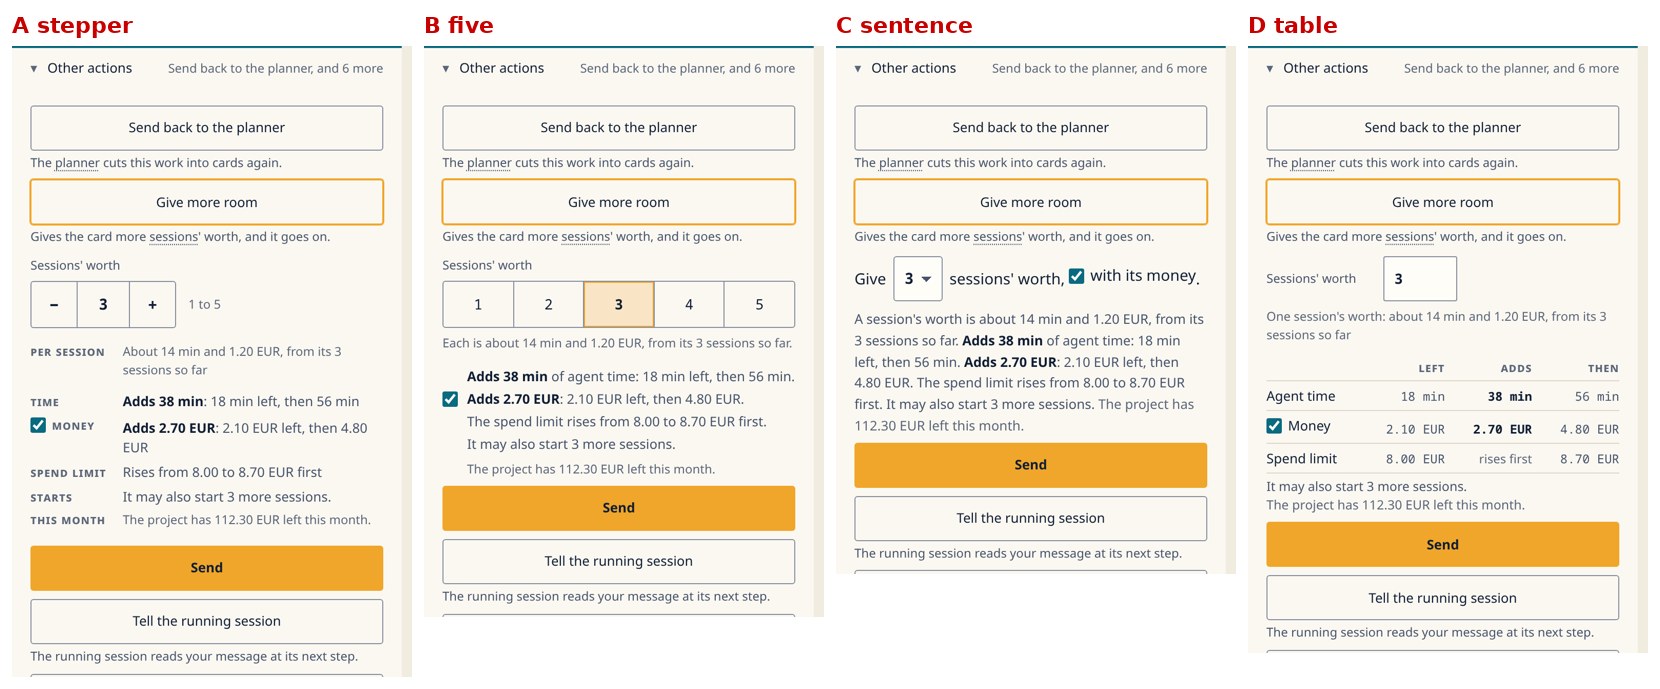 A stepper
▾ Other actions Send back to the planner, and 6 more
Send back to the planner
The planner cuts this work into cards again.
Give more room
Gives the card more sessions' worth, and it goes on.
Sessions' worth
− 3 + 1 to 5
PER SESSION About 14 min and 1.20 EUR, from its 3
sessions so far
TIME Adds 38 min: 18 min left, then 56 min
MONEY Adds 2.70 EUR: 2.10 EUR left, then 4.80
EUR
SPEND LIMIT Rises from 8.00 to 8.70 EUR first
STARTS It may also start 3 more sessions.
THIS MONTH The project has 112.30 EUR left this month.
Send
Tell the running session
The running session reads your message at its next step.
B five
▾ Other actions Send back to the planner, and 6 more
Send back to the planner
The planner cuts this work into cards again.
Give more room
Gives the card more sessions' worth, and it goes on.
Sessions' worth
1 2 3 4 5
Each is about 14 min and 1.20 EUR, from its 3 sessions so far.
Adds 38 min of agent time: 18 min left, then 56 min.
Adds 2.70 EUR: 2.10 EUR left, then 4.80 EUR.
The spend limit rises from 8.00 to 8.70 EUR first.
It may also start 3 more sessions.
The project has 112.30 EUR left this month.
Send
Tell the running session
The running session reads your message at its next step.
C sentence
▾ Other actions Send back to the planner, and 6 more
Send back to the planner
The planner cuts this work into cards again.
Give more room
Gives the card more sessions' worth, and it goes on.
Give 3 sessions' worth, with its money.
A session's worth is about 14 min and 1.20 EUR, from its
3 sessions so far. Adds 38 min of agent time: 18 min
left, then 56 min. Adds 2.70 EUR: 2.10 EUR left, then
4.80 EUR. The spend limit rises from 8.00 to 8.70 EUR
first. It may also start 3 more sessions. The project has
112.30 EUR left this month.
Send
Tell the running session
The running session reads your message at its next step.
D table
▾ Other actions Send back to the planner, and 6 more
Send back to the planner
The planner cuts this work into cards again.
Give more room
Gives the card more sessions' worth, and it goes on.
Sessions' worth 3
One session's worth: about 14 min and 1.20 EUR, from its 3
sessions so far
LEFT ADDS THEN
Agent time 18 min 38 min 56 min
Money 2.10 EUR 2.70 EUR 4.80 EUR
Spend limit 8.00 EUR rises first 8.70 EUR
It may also start 3 more sessions.
The project has 112.30 EUR left this month.
Send
Tell the running session
The running session reads your message at its next step.